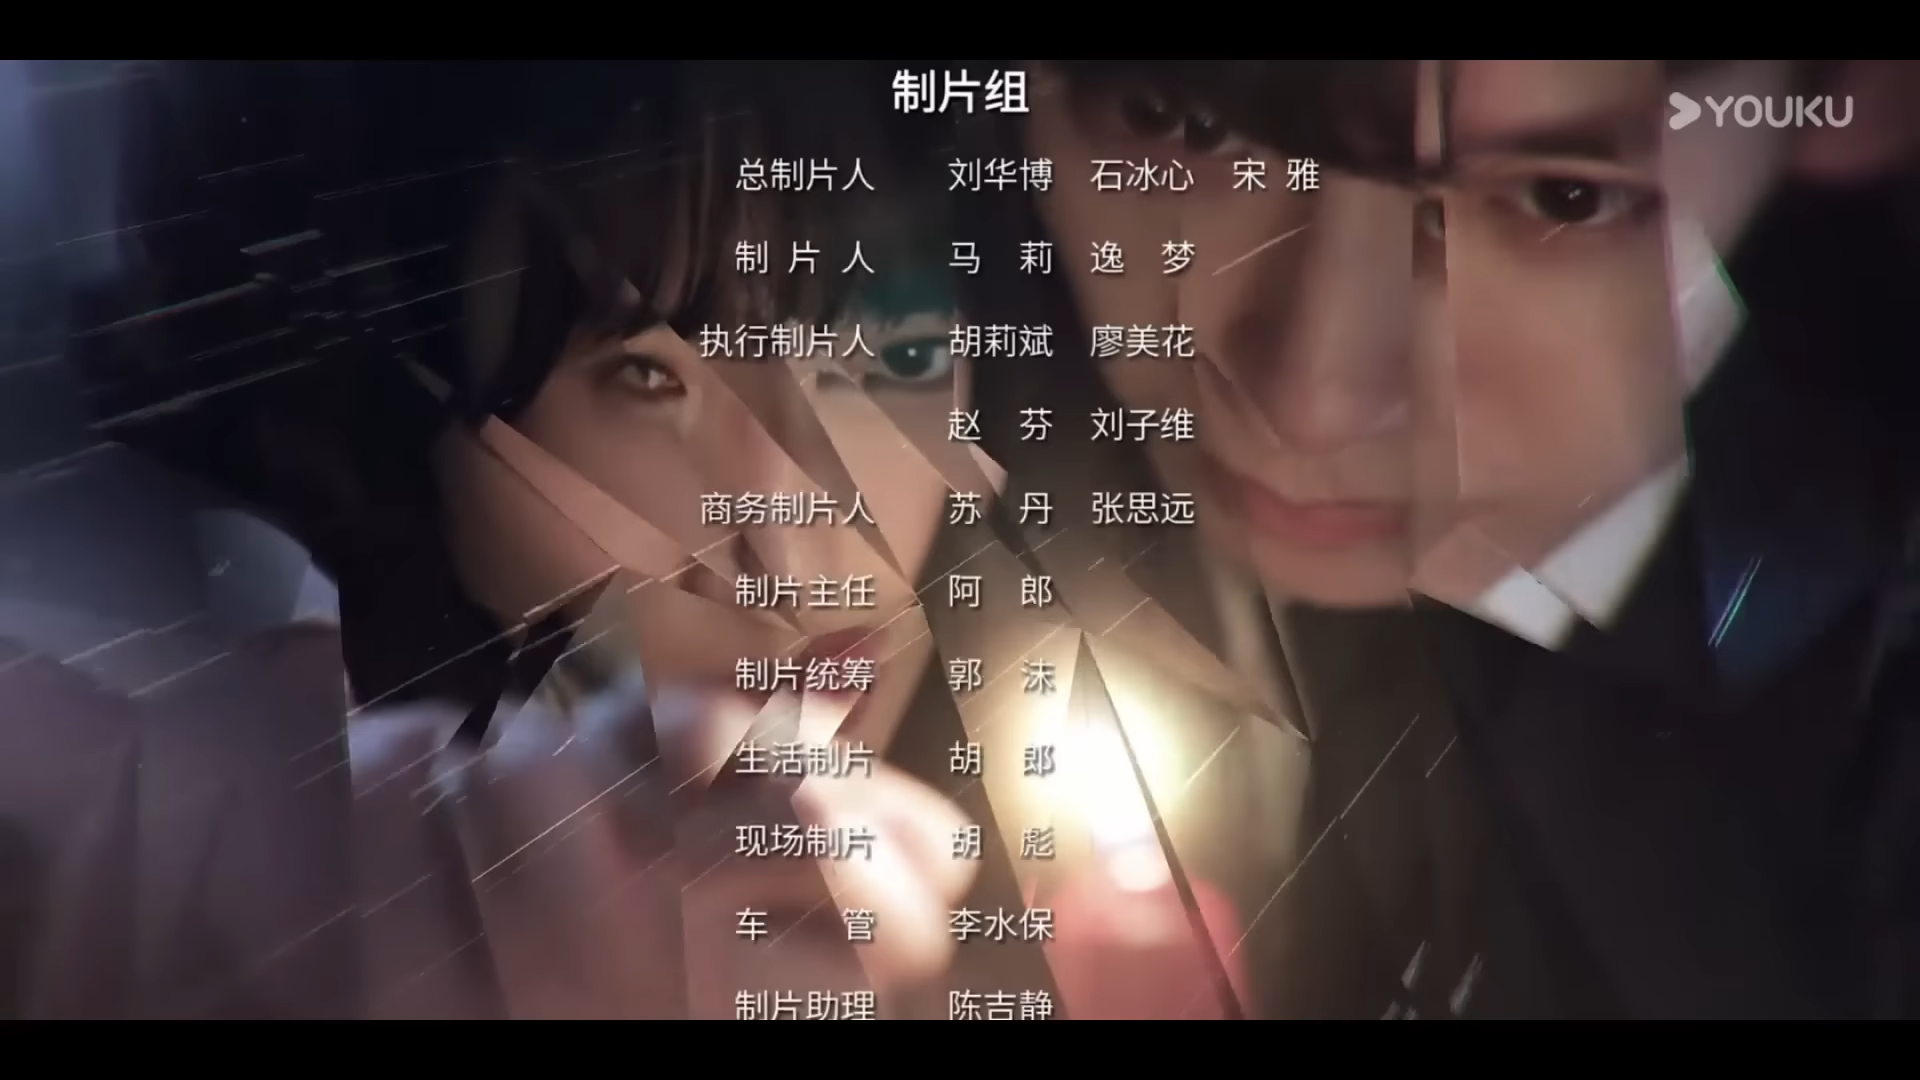 制片组
YOUKU
总制片人 刘华博 石冰心 宋 雅
制 片 人 马 莉 逸 梦
执行制片人 胡莉斌 廖美花
赵 芬 刘子维
商务制片人 苏 丹 张思远
制片主任 阿 郎
制片统筹 郭 沫
生活制片 胡 郎
现场制片 胡 彪
车 管 李水保
制片助理 陈吉静